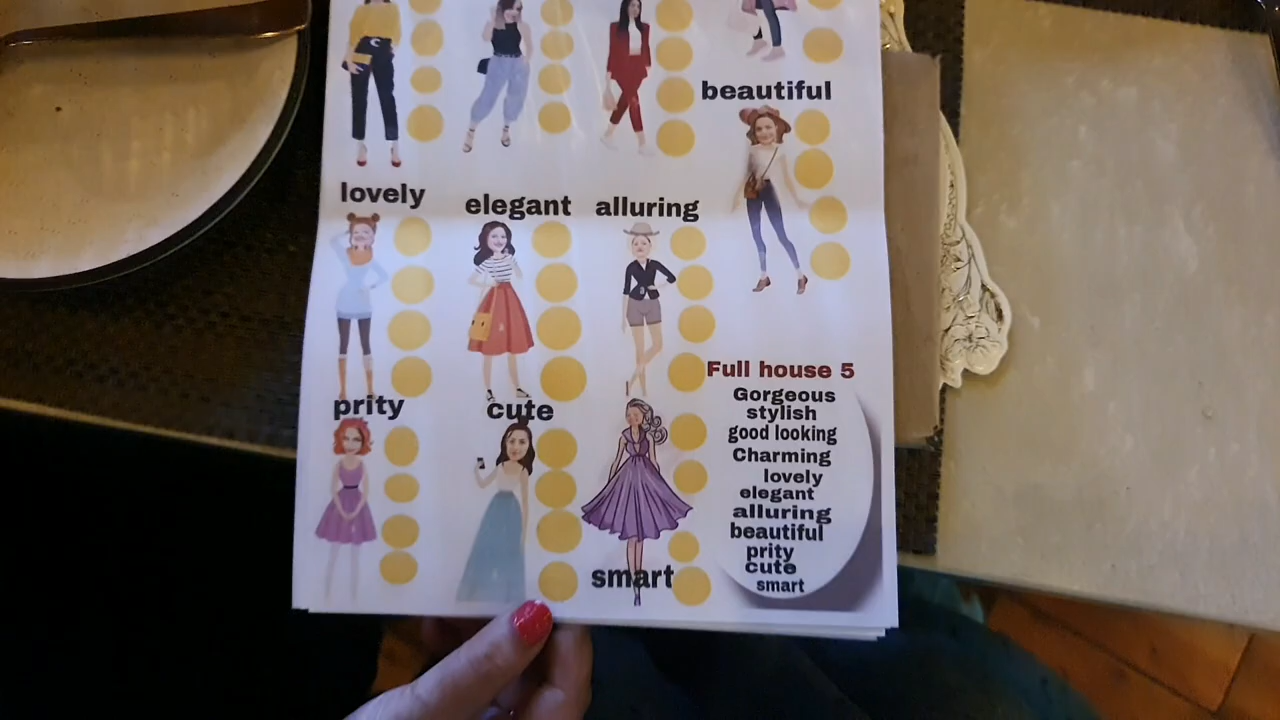 beautiful
lovely
elegant
alluring
prity
cute
smart
Full house 5
Gorgeous
stylish
good looking
Charming
lovely
elegant
alluring
beautiful
prity
cute
smart